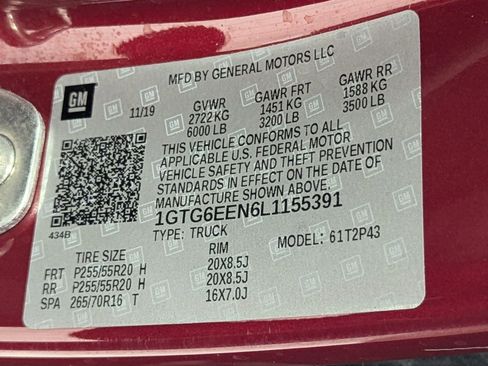 MFD BY GENERAL MOTORS LLC
GM
11/19
GVWR GAWR FRT GAWR RR
2722 KG 1451 KG 1588 KG
6000 LB 3200 LB 3500 LB
THIS VEHICLE CONFORMS TO ALL
APPLICABLE U.S. FEDERAL MOTOR
VEHICLE SAFETY AND THEFT PREVENTION
STANDARDS IN EFFECT ON THE DATE OF
MANUFACTURE SHOWN ABOVE.
1GTG6EEN6L1155391
434B
TYPE: TRUCK MODEL: 61T2P43
TIRE SIZE RIM
FRT P255/55R20 H 20X8.5J
RR P255/55R20 H 20X8.5J
SPA 265/70R16 T 16X7.0J